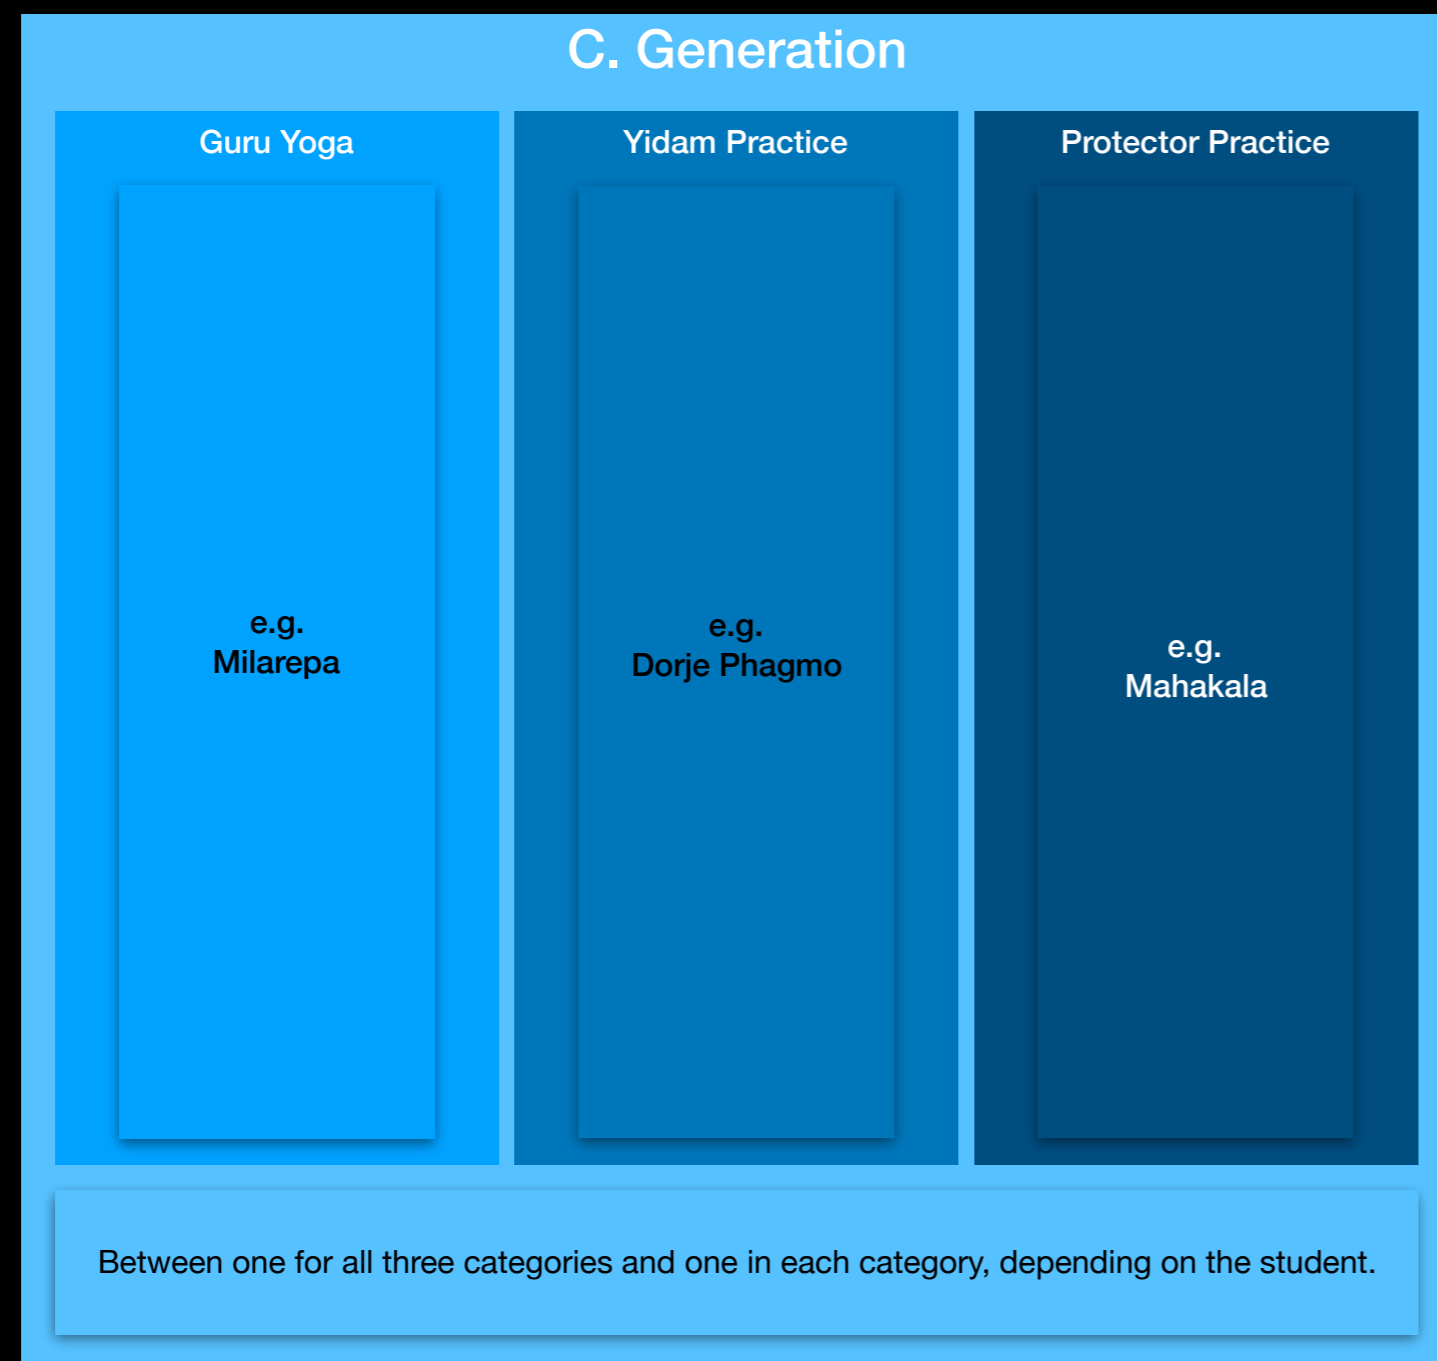 C. Generation
Guru Yoga
e.g.
Milarepa
Yidam Practice
e.g.
Dorje Phagmo
Protector Practice
e.g.
Mahakala
Between one for all three categories and one in each category, depending on the student.